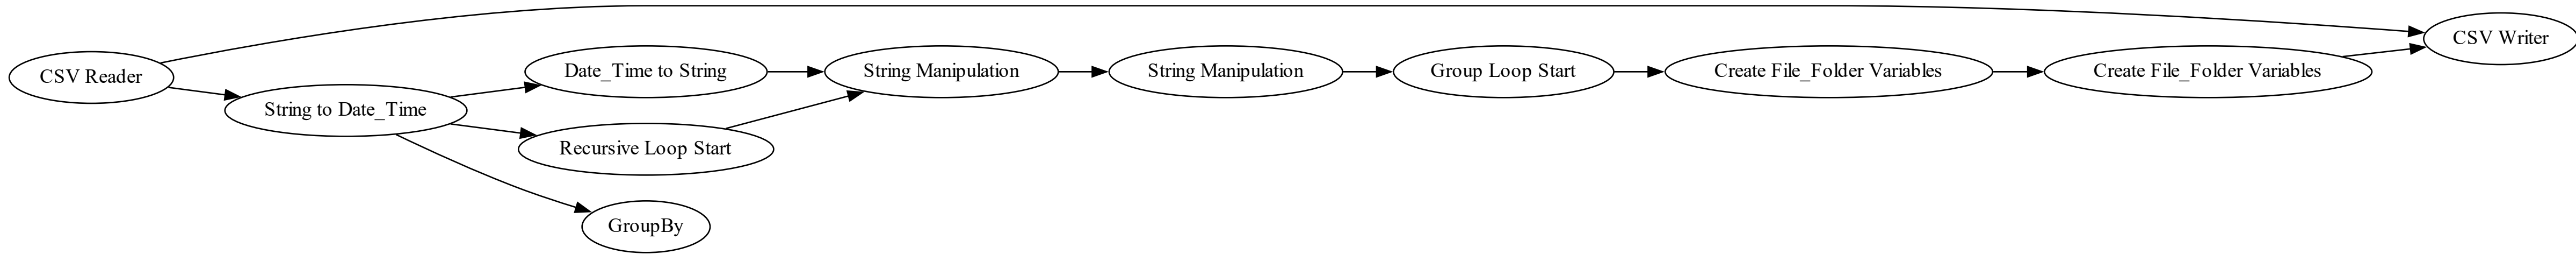 CSV Reader
String to Date_Time
Date_Time to String
Recursive Loop Start
GroupBy
String Manipulation
String Manipulation
Group Loop Start
Create File_Folder Variables
Create File_Folder Variables
CSV Writer